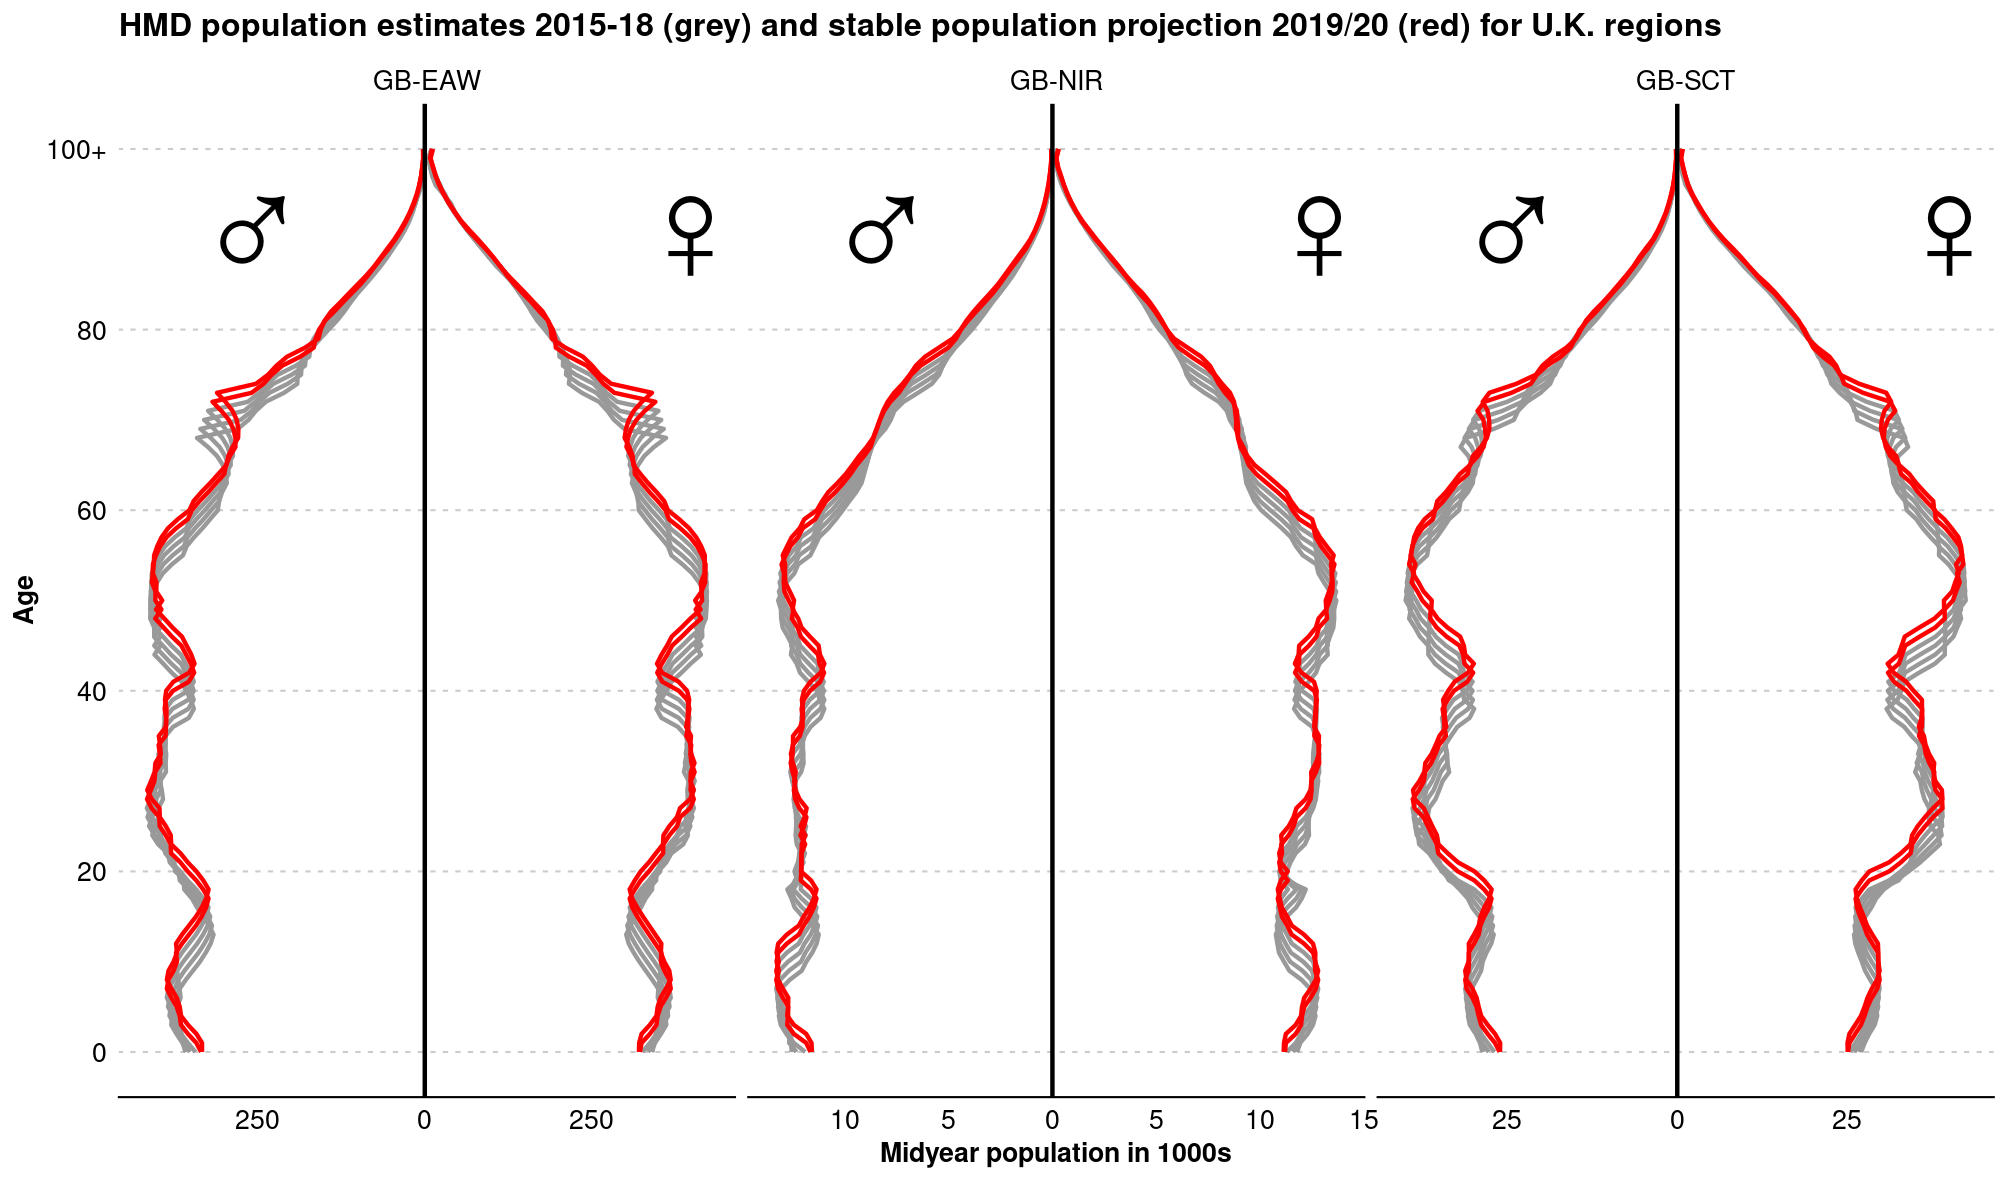 HMD population estimates 2015-18 (grey) and stable population projection 2019/20 (red) for U.K. regions
GB-EAW GB-NIR GB-SCT
100+
♂ ♀ ♂ ♀ ♂ ♀
80
60
Age
40
20
0
250 0 250 10 5 0 5 10 15 25 0 25
Midyear population in 1000s